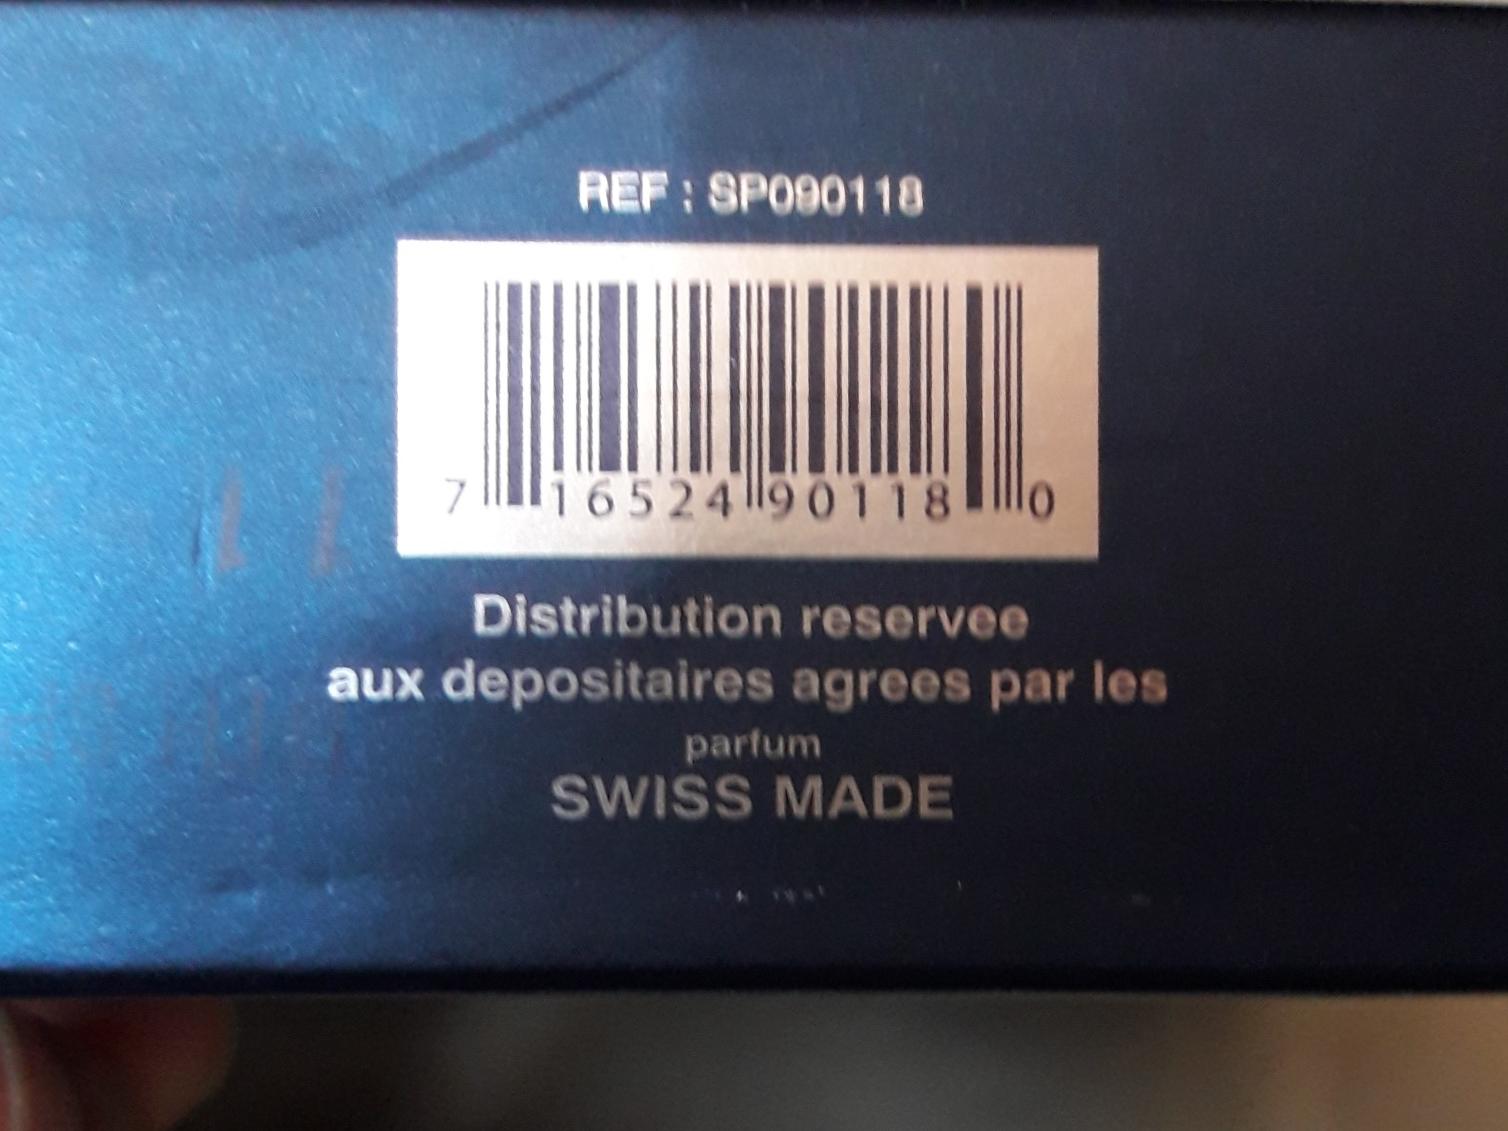 REF : SP090118
7 16524 90118 0
Distribution reservee
aux depositaires agrees par les
parfum
SWISS MADE